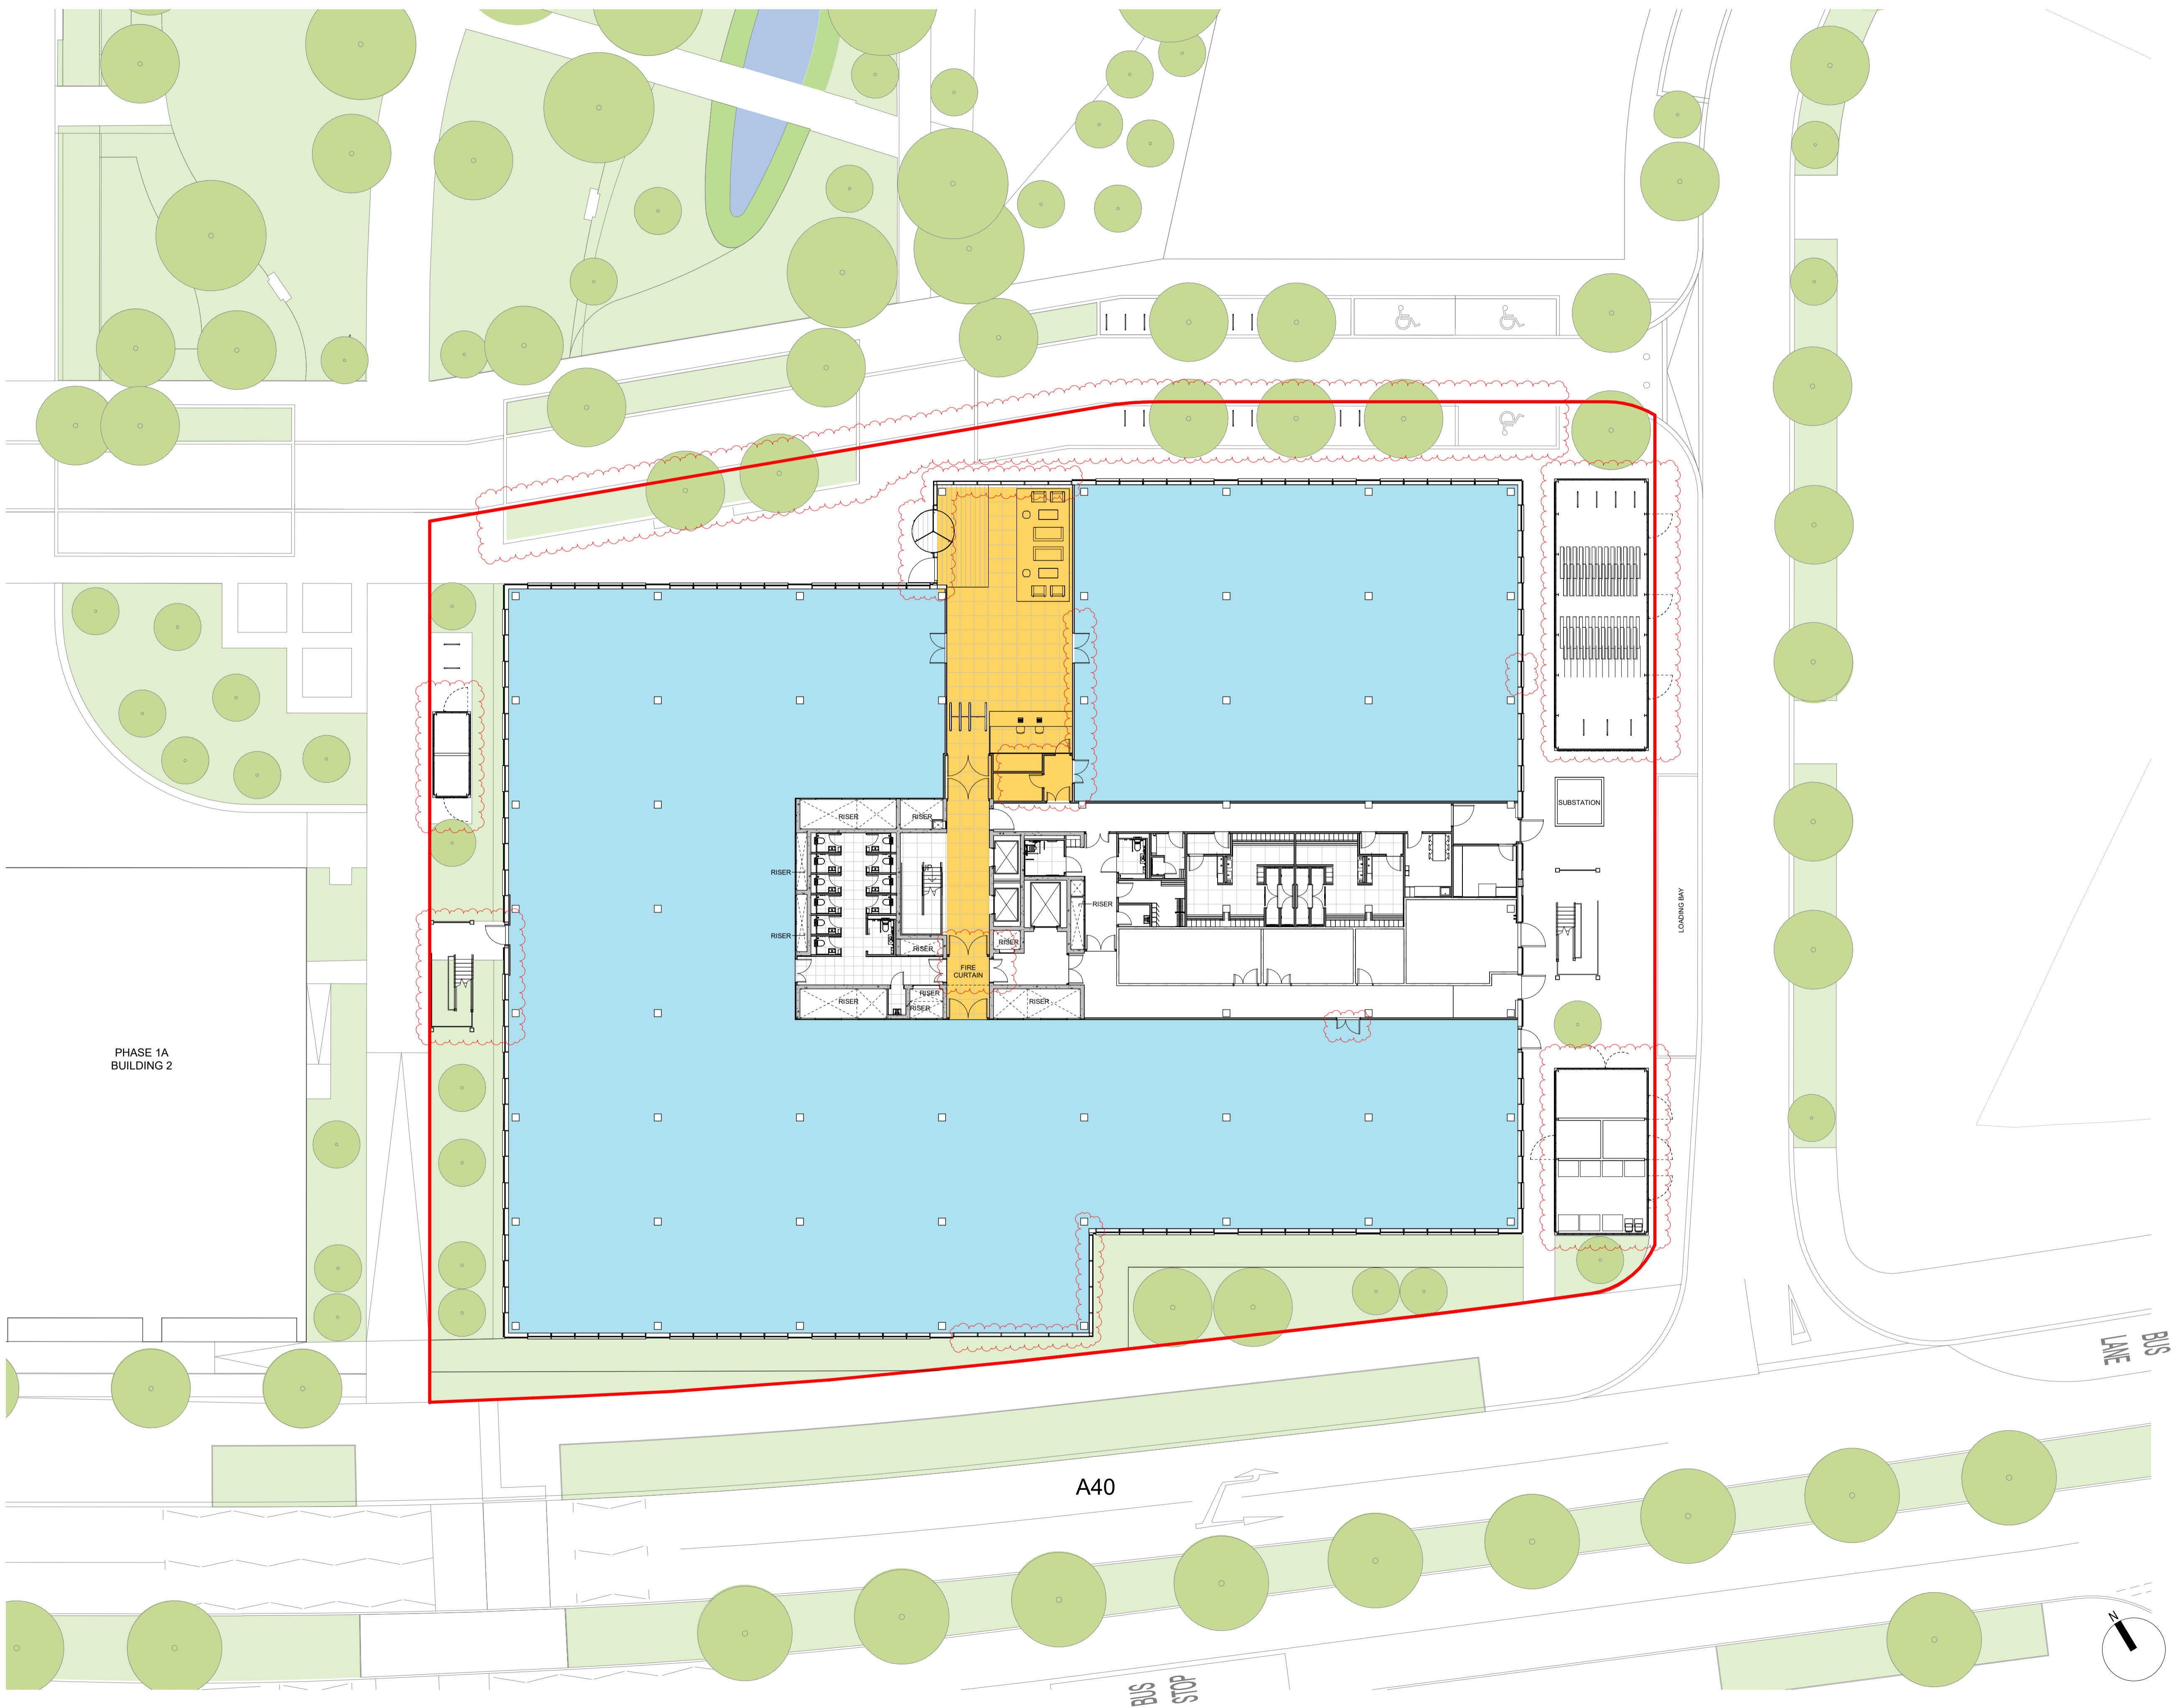 RISER
RISER
UP
RISER
RISER
RISER
RISER
RISER
FIRE
CURTAIN
RISER
RISER
RISER
RISER
SUBSTATION
LOADING BAY
PHASE 1A
BUILDING 2
A40
BUS
LANE
BUS
STOP
N